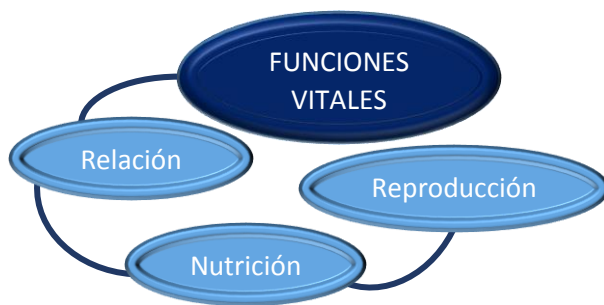 FUNCIONES
VITALES
Relación
Reproducción
Nutrición